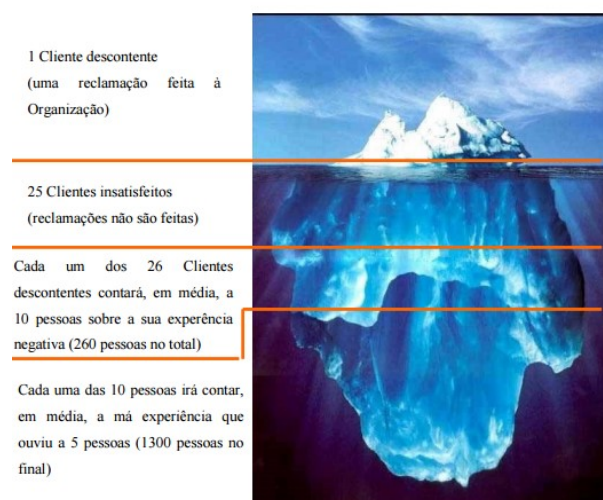 1 Cliente descontente
(uma reclamação feita à
Organização)
25 Clientes insatisfeitos
(reclamações não são feitas)
Cada um dos 26 Clientes
descontentes contará, em média, a
10 pessoas sobre a sua experência
negativa (260 pessoas no total)
Cada uma das 10 pessoas irá contar,
em média, a má experiência que
ouviu a 5 pessoas (1300 pessoas no
final)